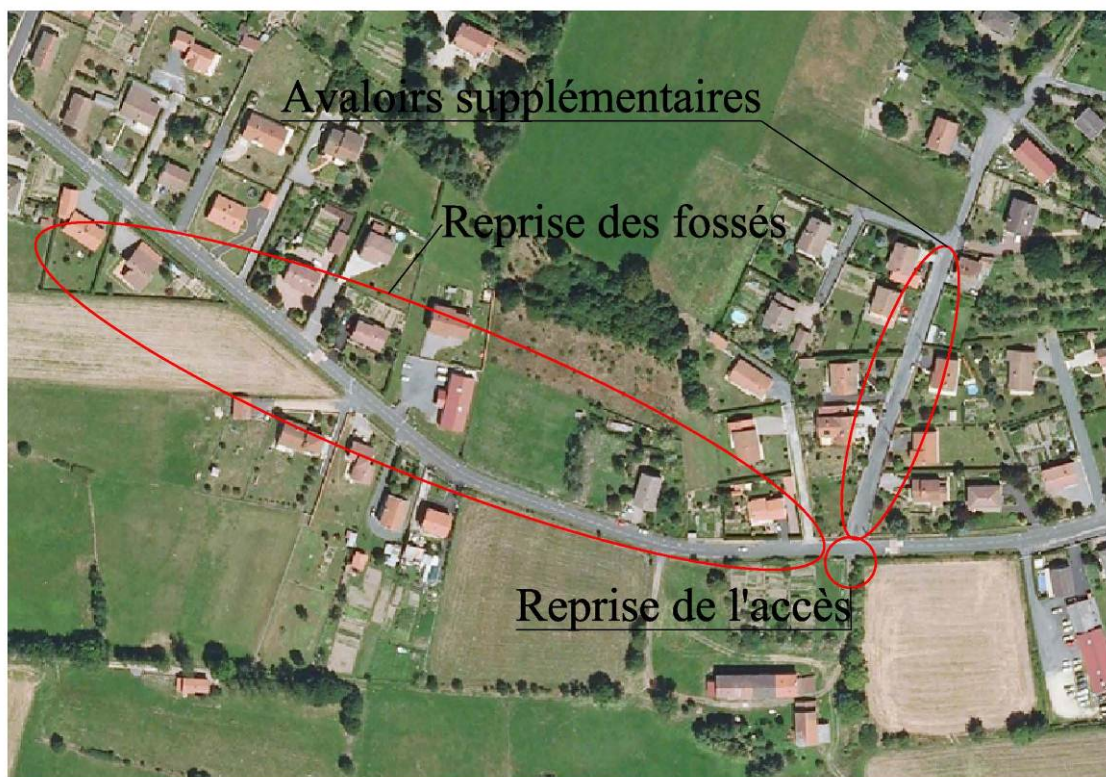 Avaloirs supplémentaires
Reprise des fossés
Reprise de l'accès